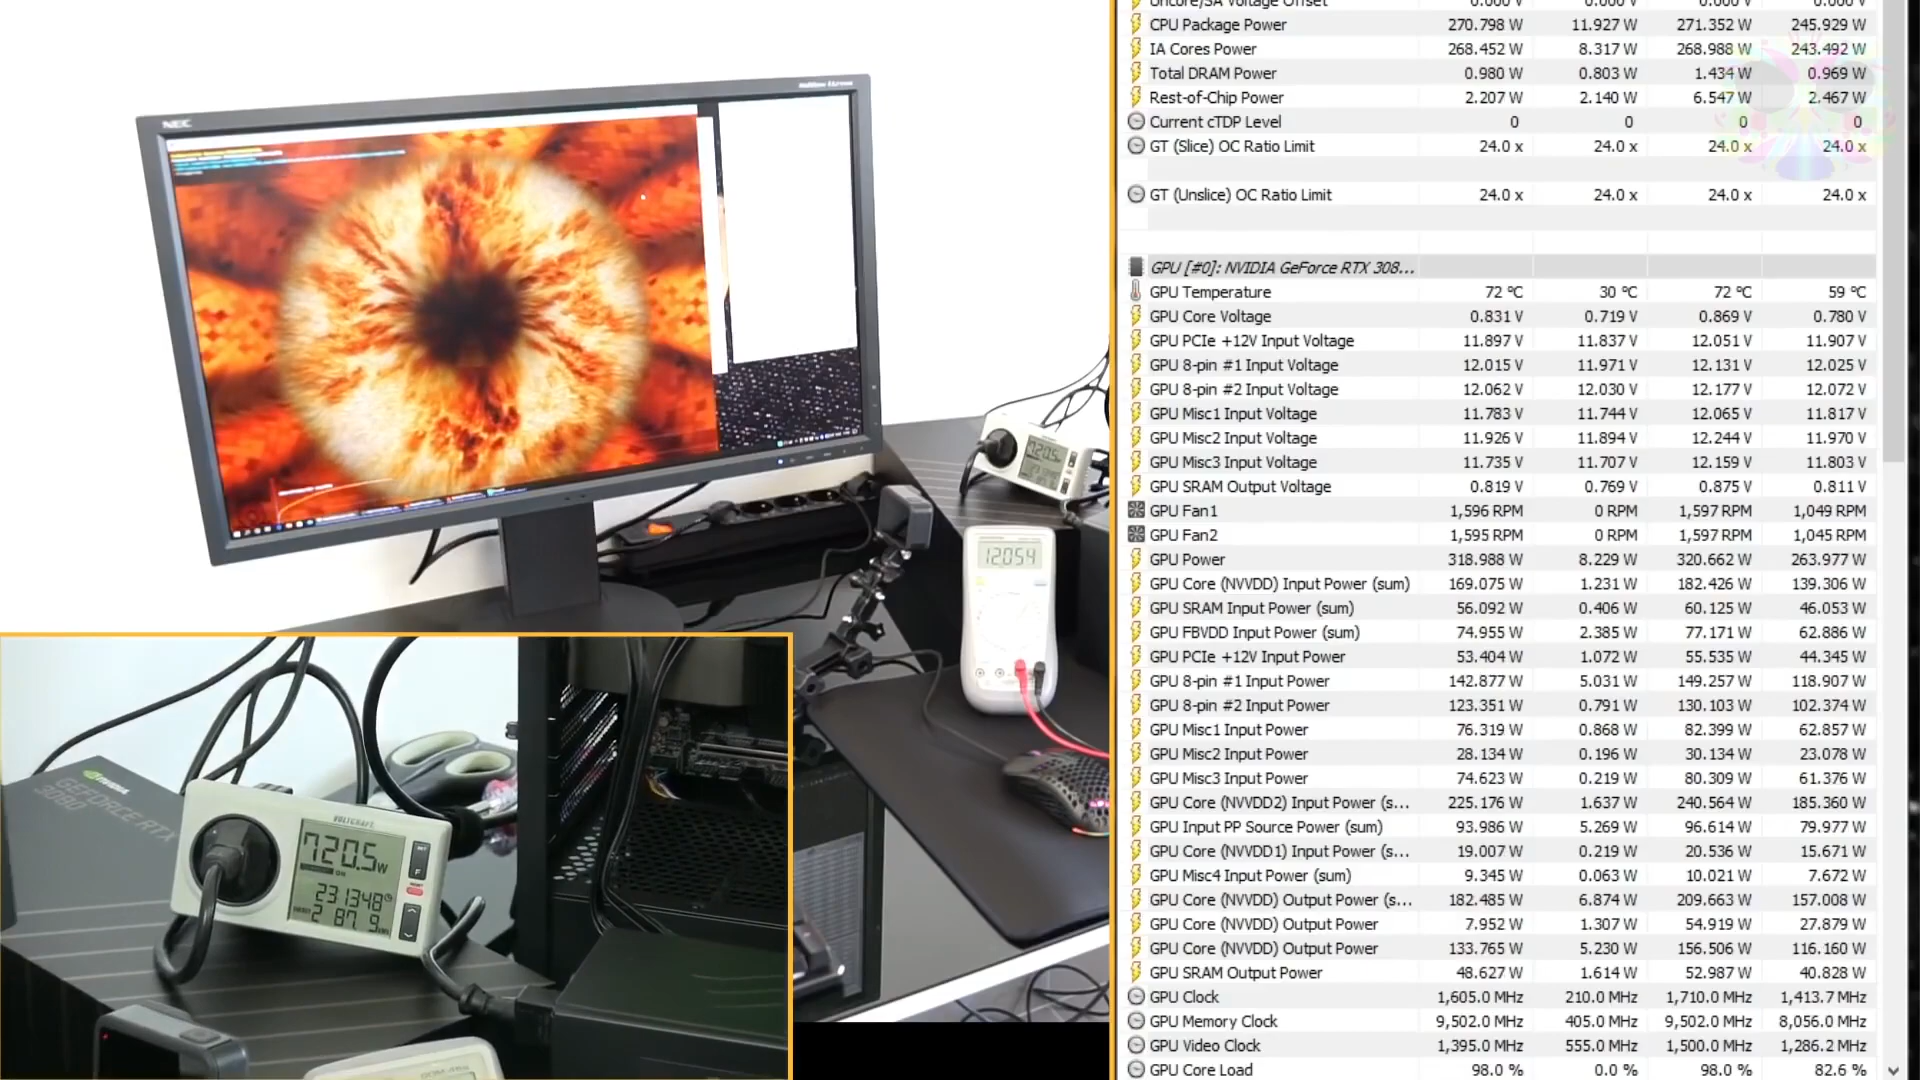 NEC
12.054
720.5
NVIDIA
GEFORCE RTX
3080
VOLTCRAFT
720.5 W
231348
2 87.9
Uncore/SA Voltage Offset 0.000 V 0.000 V 0.000 V 0.000 V
CPU Package Power 270.798 W 11.927 W 271.352 W 245.929 W
IA Cores Power 268.452 W 8.317 W 268.988 W 243.492 W
Total DRAM Power 0.980 W 0.803 W 1.434 W 0.969 W
Rest-of-Chip Power 2.207 W 2.140 W 6.547 W 2.467 W
Current cTDP Level 0 0 0 0
GT (Slice) OC Ratio Limit 24.0 x 24.0 x 24.0 x 24.0 x
GT (Unslice) OC Ratio Limit 24.0 x 24.0 x 24.0 x 24.0 x
GPU [#0]: NVIDIA GeForce RTX 308...
GPU Temperature 72 °C 30 °C 72 °C 59 °C
GPU Core Voltage 0.831 V 0.719 V 0.869 V 0.780 V
GPU PCIe +12V Input Voltage 11.897 V 11.837 V 12.051 V 11.907 V
GPU 8-pin #1 Input Voltage 12.015 V 11.971 V 12.131 V 12.025 V
GPU 8-pin #2 Input Voltage 12.062 V 12.030 V 12.177 V 12.072 V
GPU Misc1 Input Voltage 11.783 V 11.744 V 12.065 V 11.817 V
GPU Misc2 Input Voltage 11.926 V 11.894 V 12.244 V 11.970 V
GPU Misc3 Input Voltage 11.735 V 11.707 V 12.159 V 11.803 V
GPU SRAM Output Voltage 0.819 V 0.769 V 0.875 V 0.811 V
GPU Fan1 1,596 RPM 0 RPM 1,597 RPM 1,049 RPM
GPU Fan2 1,595 RPM 0 RPM 1,597 RPM 1,045 RPM
GPU Power 318.988 W 8.229 W 320.662 W 263.977 W
GPU Core (NVVDD) Input Power (sum) 169.075 W 1.231 W 182.426 W 139.306 W
GPU SRAM Input Power (sum) 56.092 W 0.406 W 60.125 W 46.053 W
GPU FBVDD Input Power (sum) 74.955 W 2.385 W 77.171 W 62.886 W
GPU PCIe +12V Input Power 53.404 W 1.072 W 55.535 W 44.345 W
GPU 8-pin #1 Input Power 142.877 W 5.031 W 149.257 W 118.907 W
GPU 8-pin #2 Input Power 123.351 W 0.791 W 130.103 W 102.374 W
GPU Misc1 Input Power 76.319 W 0.868 W 82.399 W 62.857 W
GPU Misc2 Input Power 28.134 W 0.196 W 30.134 W 23.078 W
GPU Misc3 Input Power 74.623 W 0.219 W 80.309 W 61.376 W
GPU Core (NVVDD2) Input Power (s... 225.176 W 1.637 W 240.564 W 185.360 W
GPU Input PP Source Power (sum) 93.986 W 5.269 W 96.614 W 79.977 W
GPU Core (NVVDD1) Input Power (s... 19.007 W 0.219 W 20.536 W 15.671 W
GPU Misc4 Input Power (sum) 9.345 W 0.063 W 10.021 W 7.672 W
GPU Core (NVVDD) Output Power (s... 182.485 W 6.874 W 209.663 W 157.008 W
GPU Core (NVVDD) Output Power 7.952 W 1.307 W 54.919 W 27.879 W
GPU Core (NVVDD) Output Power 133.765 W 5.230 W 156.506 W 116.160 W
GPU SRAM Output Power 48.627 W 1.614 W 52.987 W 40.828 W
GPU Clock 1,605.0 MHz 210.0 MHz 1,710.0 MHz 1,413.7 MHz
GPU Memory Clock 9,502.0 MHz 405.0 MHz 9,502.0 MHz 8,056.0 MHz
GPU Video Clock 1,395.0 MHz 555.0 MHz 1,500.0 MHz 1,286.2 MHz
GPU Core Load 98.0 % 0.0 % 98.0 % 82.6 %